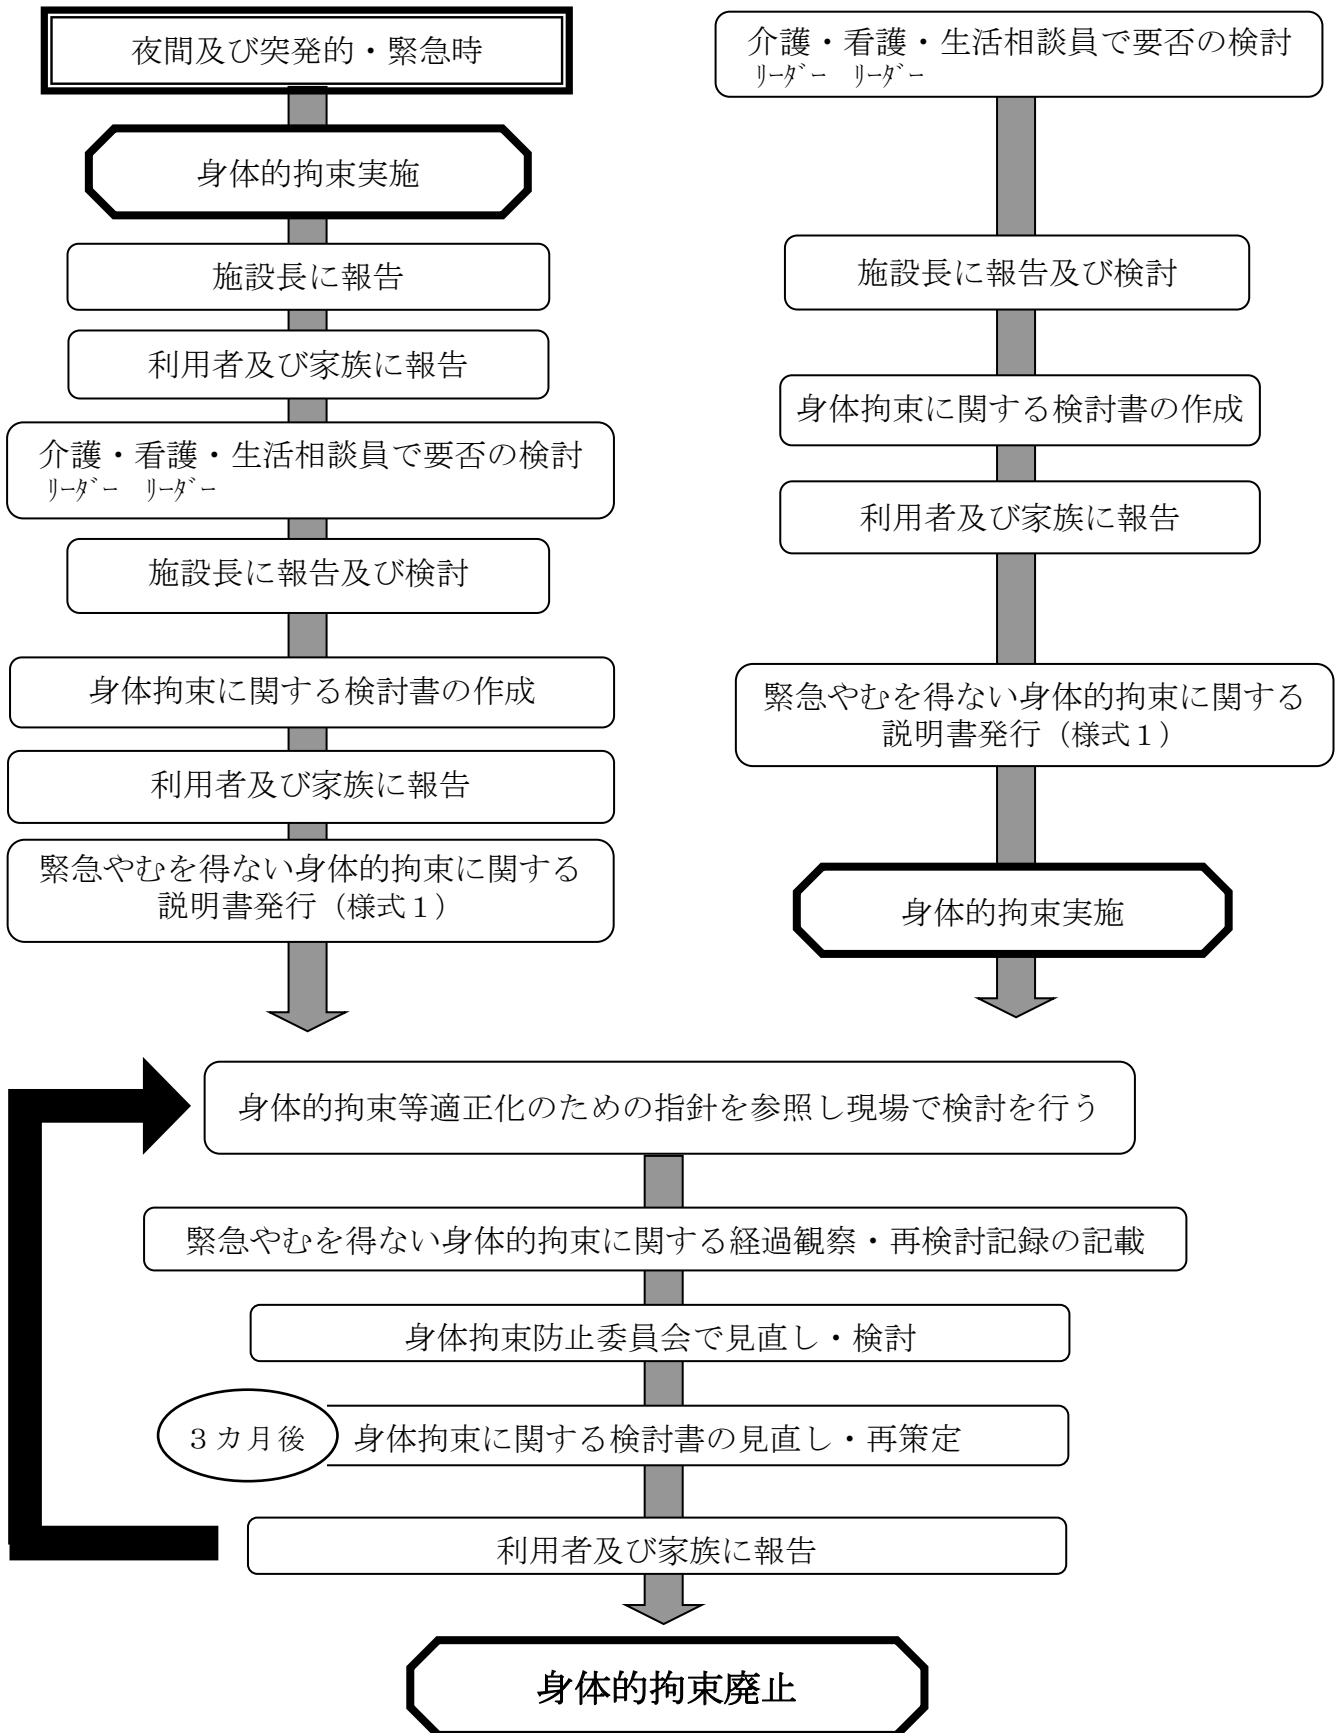 夜間及び突発的・緊急時
身体的拘束実施
施設長に報告
利用者及び家族に報告
介護・看護・生活相談員で要否の検討
ﾘｰﾀﾞｰ ﾘｰﾀﾞｰ
施設長に報告及び検討
身体拘束に関する検討書の作成
利用者及び家族に報告
緊急やむを得ない身体的拘束に関する
説明書発行（様式１）
介護・看護・生活相談員で要否の検討
ﾘｰﾀﾞｰ ﾘｰﾀﾞｰ
施設長に報告及び検討
身体拘束に関する検討書の作成
利用者及び家族に報告
緊急やむを得ない身体的拘束に関する
説明書発行（様式１）
身体的拘束実施
身体的拘束等適正化のための指針を参照し現場で検討を行う
緊急やむを得ない身体的拘束に関する経過観察・再検討記録の記載
身体拘束防止委員会で見直し・検討
３カ月後
身体拘束に関する検討書の見直し・再策定
利用者及び家族に報告
身体的拘束廃止